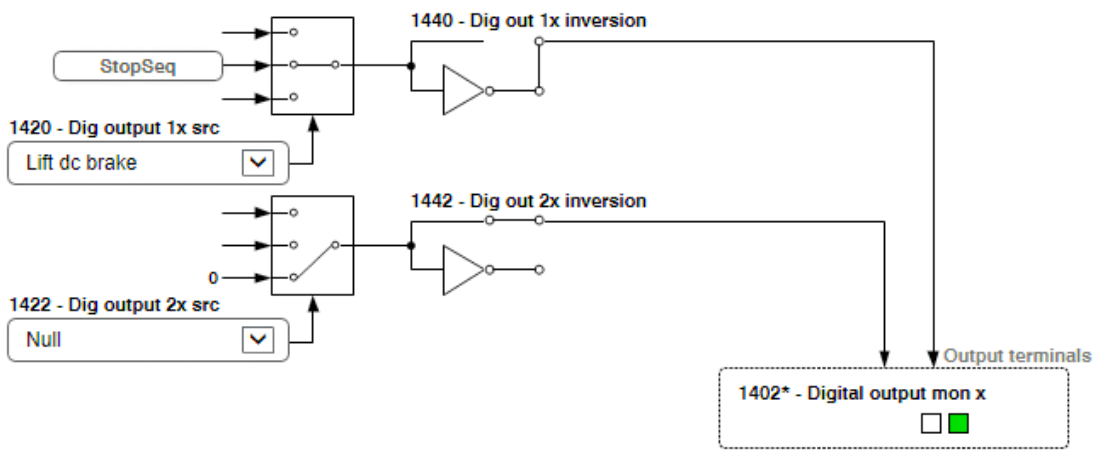 1440 - Dig out 1x inversion
StopSeq
1420 - Dig output 1x src
Lift dc brake
1442 - Dig out 2x inversion
0
1422 - Dig output 2x src
Null
Output terminals
1402* - Digital output mon x